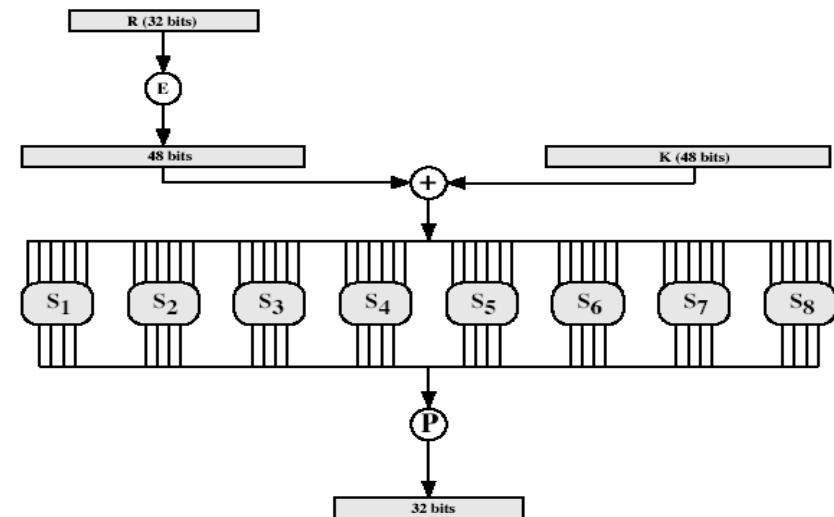 R (32 bits)
E
48 bits
K (48 bits)
+
S1 S2 S3 S4 S5 S6 S7 S8
P
32 bits